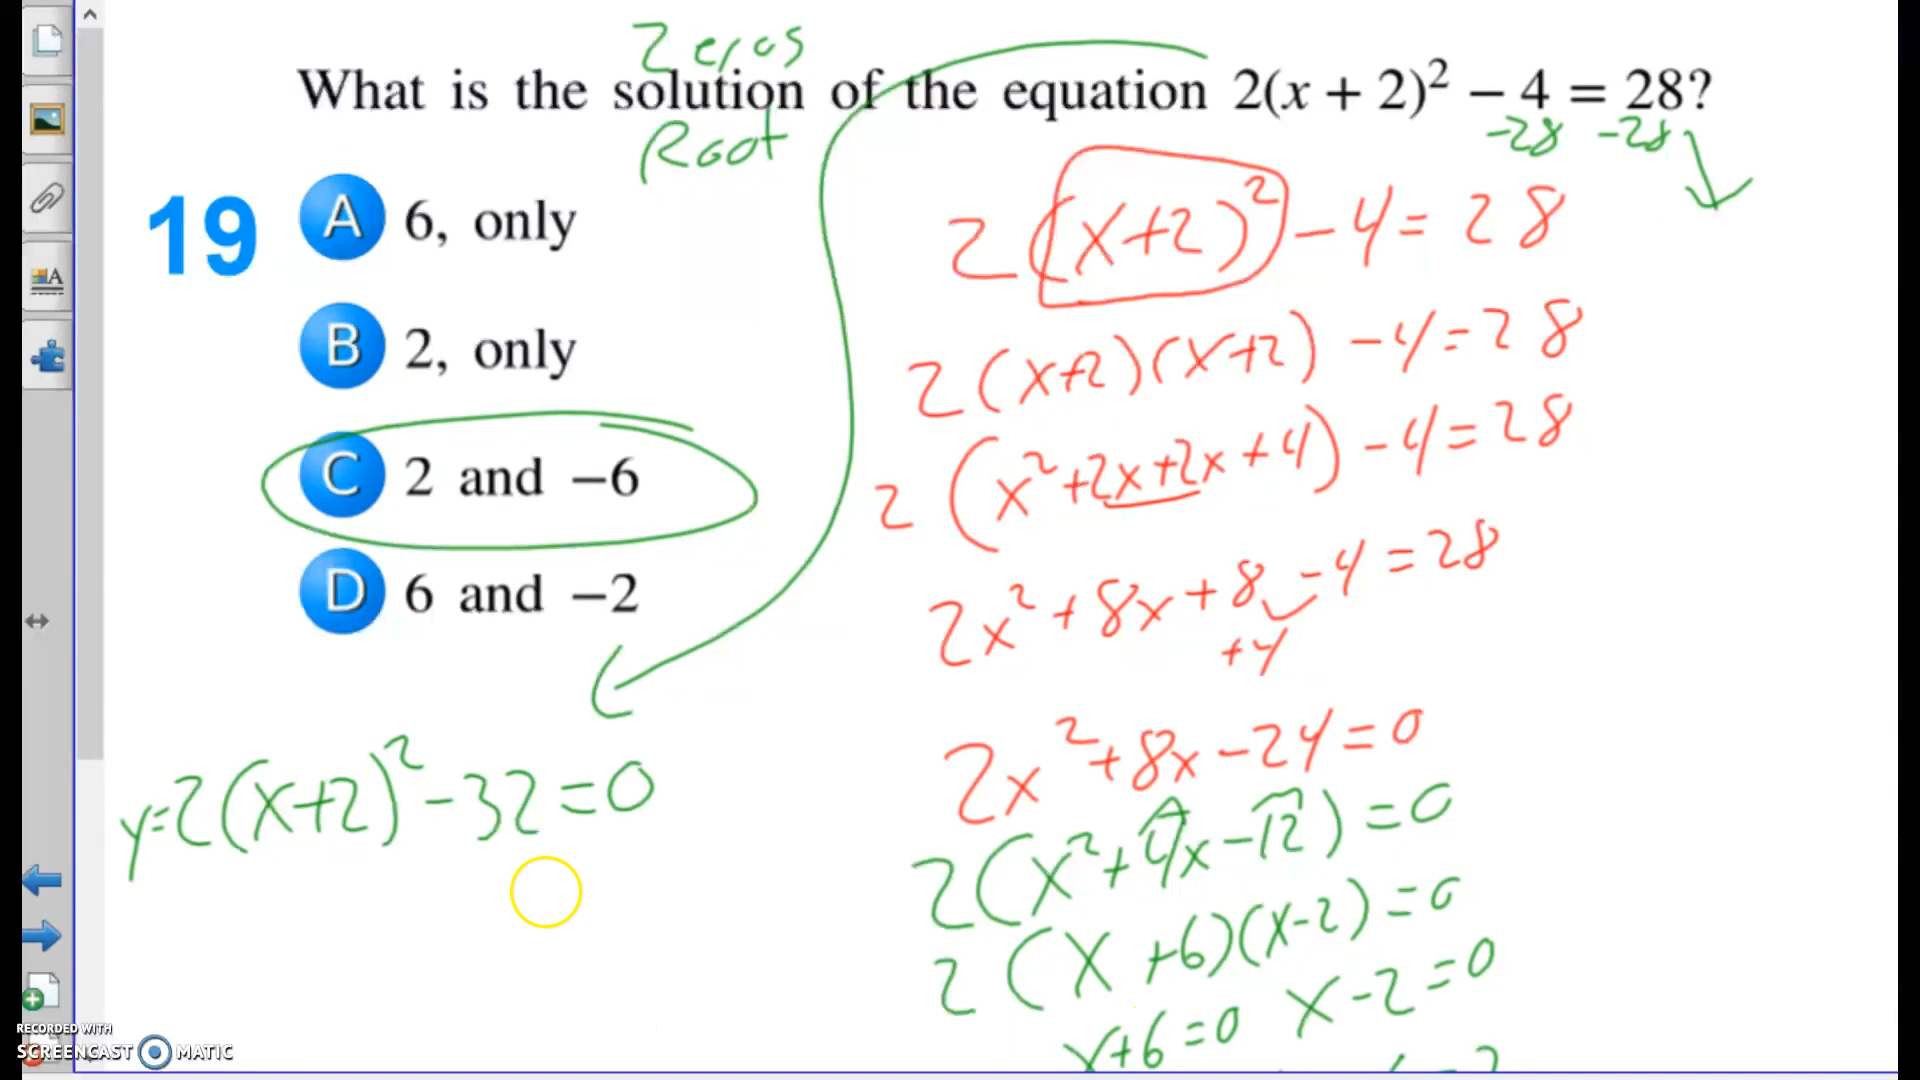 Zeros
What is the solution of the equation 2(x + 2)² − 4 = 28?
Root
-28 -28
19
A 6, only
B 2, only
C 2 and −6
D 6 and −2
2(x+2)² -4=28
2(x+2)(x+2) -4=28
2(x²+2x+2x+4) -4=28
2x²+8x+8-4=28
+4
2x²+8x-24=0
2(x²+4x-12)=0
2(x+6)(x-2)=0
x+6=0 x-2=0
y=2(x+2)²-32=0
RECORDED WITH
SCREENCAST MATIC